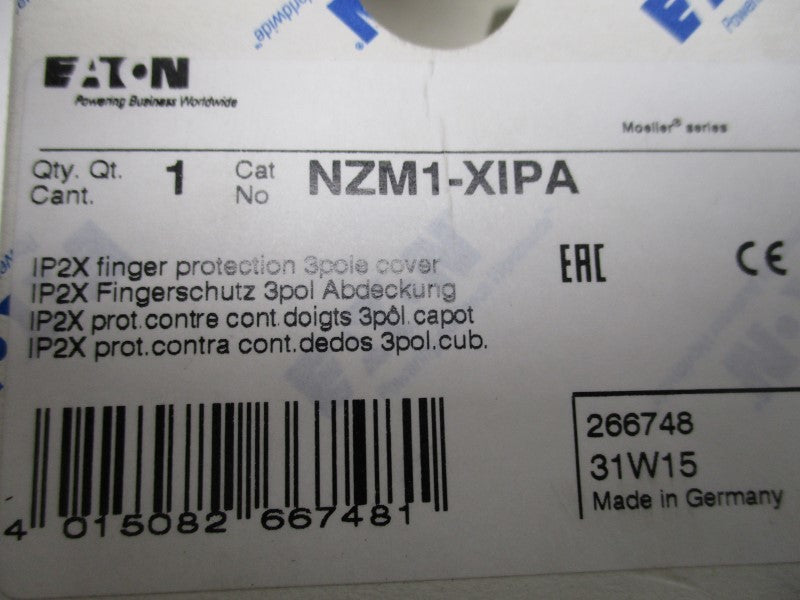 EATON
Powering Business Worldwide
Moeller® series
Qty. Qt. 1 Cat NZM1-XIPA
Cant. No
IP2X finger protection 3pole cover
IP2X Fingerschutz 3pol Abdeckung
IP2X prot.contre cont.doigts 3pôl.capot
IP2X prot.contra cont.dedos 3pol.cub.
EAC CE
4 015082 667481
266748
31W15
Made in Germany